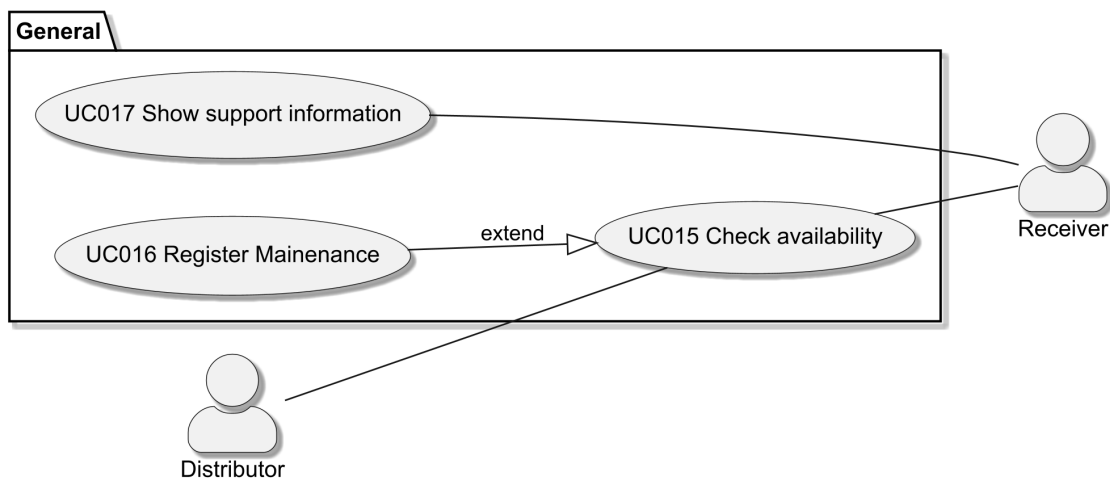 General
UC017 Show support information
UC016 Register Mainenance
extend
UC015 Check availability
Receiver
Distributor